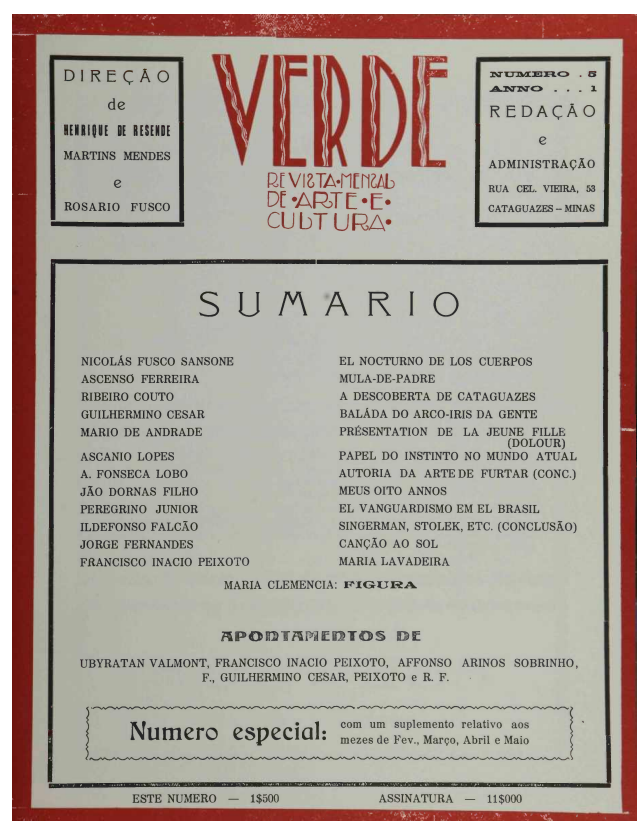 DIREÇÃO
de
HENRIQUE DE RESENDE
MARTINS MENDES
e
ROSARIO FUSCO
VERDE
REVISTA•MENSAL
DE•ARTE•E•
CULTURA•
NUMERO . 5
ANNO . . . 1
REDAÇÃO
e
ADMINISTRAÇÃO
RUA CEL. VIEIRA, 53
CATAGUAZES – MINAS
SUMARIO
NICOLÁS FUSCO SANSONE EL NOCTURNO DE LOS CUERPOS
ASCENSO FERREIRA MULA-DE-PADRE
RIBEIRO COUTO A DESCOBERTA DE CATAGUAZES
GUILHERMINO CESAR BALÁDA DO ARCO-IRIS DA GENTE
MARIO DE ANDRADE PRÉSENTATION DE LA JEUNE FILLE
(DOLOUR)
ASCANIO LOPES PAPEL DO INSTINTO NO MUNDO ATUAL
A. FONSECA LOBO AUTORIA DA ARTE DE FURTAR (CONC.)
JÃO DORNAS FILHO MEUS OITO ANNOS
PEREGRINO JUNIOR EL VANGUARDISMO EM EL BRASIL
ILDEFONSO FALCÃO SINGERMAN, STOLEK, ETC. (CONCLUSÃO)
JORGE FERNANDES CANÇÃO AO SOL
FRANCISCO INACIO PEIXOTO MARIA LAVADEIRA
MARIA CLEMENCIA: FIGURA
APONTAMENTOS DE
UBYRATAN VALMONT, FRANCISCO INACIO PEIXOTO, AFFONSO ARINOS SOBRINHO,
F., GUILHERMINO CESAR, PEIXOTO e R. F.
Numero especial: com um suplemento relativo aos
mezes de Fev., Março, Abril e Maio
ESTE NUMERO — 1$500 ASSINATURA — 11$000